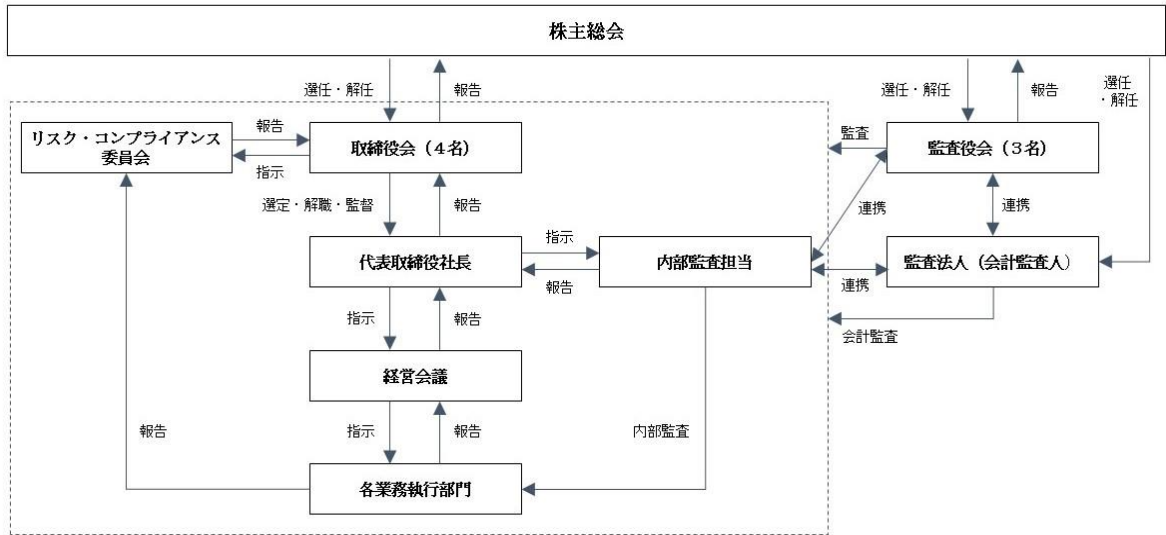 株主総会
選任・解任
報告
選任・解任
報告
選任
・解任
リスク・コンプライアンス
委員会
報告
指示
取締役会（４名）
監査
監査役会（３名）
選定・解職・監督
報告
連携
連携
代表取締役社長
指示
報告
内部監査担当
連携
監査法人（会計監査人）
指示
報告
会計監査
経営会議
報告
指示
報告
内部監査
各業務執行部門